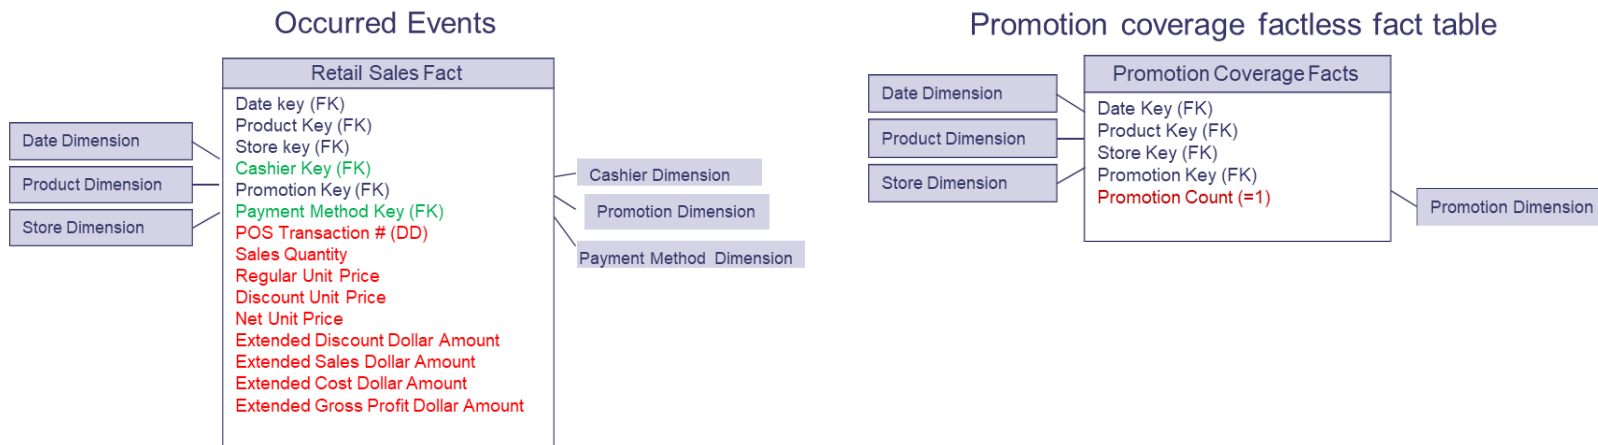 Occurred Events
Retail Sales Fact
Date key (FK)
Product Key (FK)
Store key (FK)
Cashier Key (FK)
Promotion Key (FK)
Payment Method Key (FK)
POS Transaction # (DD)
Sales Quantity
Regular Unit Price
Discount Unit Price
Net Unit Price
Extended Discount Dollar Amount
Extended Sales Dollar Amount
Extended Cost Dollar Amount
Extended Gross Profit Dollar Amount
Date Dimension
Product Dimension
Store Dimension
Cashier Dimension
Promotion Dimension
Payment Method Dimension
Promotion coverage factless fact table
Promotion Coverage Facts
Date Key (FK)
Product Key (FK)
Store Key (FK)
Promotion Key (FK)
Promotion Count (=1)
Date Dimension
Product Dimension
Store Dimension
Promotion Dimension